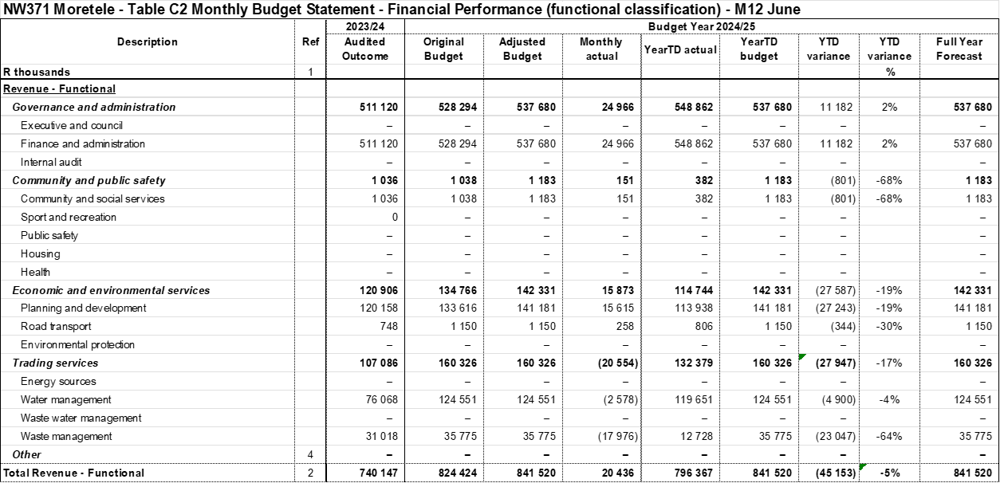 NW371 Moretele - Table C2 Monthly Budget Statement - Financial Performance (functional classification) - M12 June
2023/24 Budget Year 2024/25
Description Ref Audited Outcome Original Budget Adjusted Budget Monthly actual YearTD actual YearTD budget YTD variance YTD variance Full Year Forecast
R thousands 1 %
Revenue - Functional
Governance and administration 511 120 528 294 537 680 24 966 548 862 537 680 11 182 2% 537 680
Executive and council – – – – – – – –
Finance and administration 511 120 528 294 537 680 24 966 548 862 537 680 11 182 2% 537 680
Internal audit – – – – – – – –
Community and public safety 1 036 1 038 1 183 151 382 1 183 (801) -68% 1 183
Community and social services 1 036 1 038 1 183 151 382 1 183 (801) -68% 1 183
Sport and recreation 0 – – – – – – –
Public safety – – – – – – – –
Housing – – – – – – – –
Health – – – – – – – –
Economic and environmental services 120 906 134 766 142 331 15 873 114 744 142 331 (27 587) -19% 142 331
Planning and development 120 158 133 616 141 181 15 615 113 938 141 181 (27 243) -19% 141 181
Road transport 748 1 150 1 150 258 806 1 150 (344) -30% 1 150
Environmental protection – – – – – – – –
Trading services 107 086 160 326 160 326 (20 554) 132 379 160 326 (27 947) -17% 160 326
Energy sources – – – – – – – –
Water management 76 068 124 551 124 551 (2 578) 119 651 124 551 (4 900) -4% 124 551
Waste water management – – – – – – – –
Waste management 31 018 35 775 35 775 (17 976) 12 728 35 775 (23 047) -64% 35 775
Other 4 – – – – – – – –
Total Revenue - Functional 2 740 147 824 424 841 520 20 436 796 367 841 520 (45 153) -5% 841 520